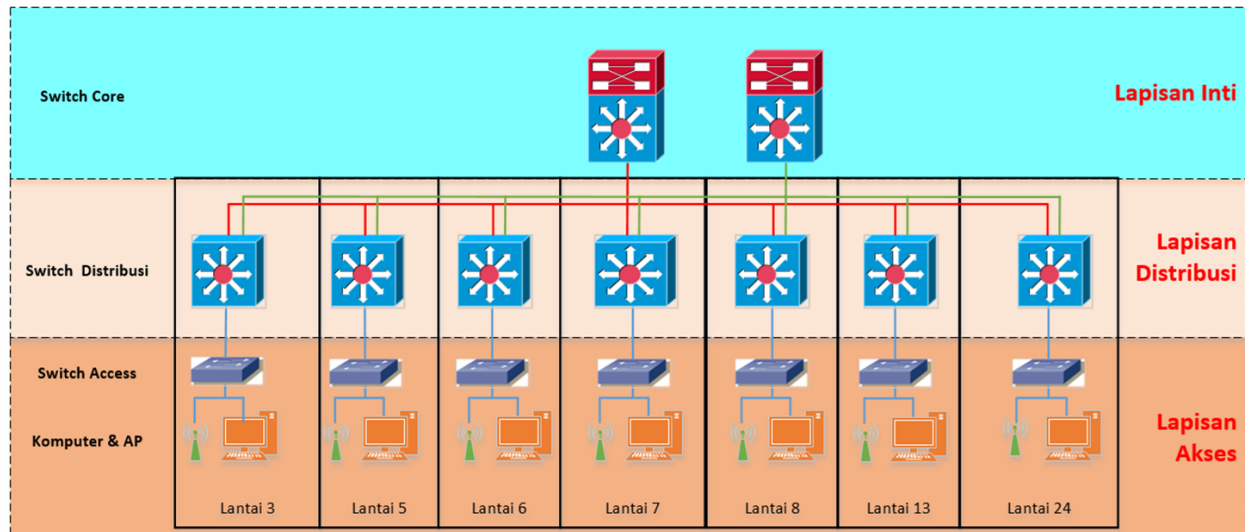 Switch Core
Lapisan Inti
Switch Distribusi
Lapisan
Distribusi
Switch Access
Komputer & AP
Lapisan
Akses
Lantai 3
Lantai 5
Lantai 6
Lantai 7
Lantai 8
Lantai 13
Lantai 24